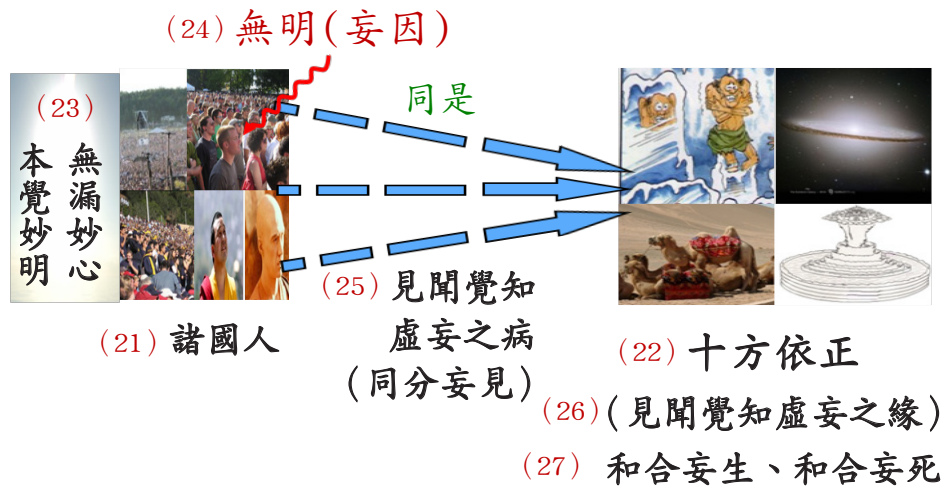 (24) 無明(妄因)
(23)
無漏妙心
本覺妙明
同是
(21) 諸國人
(25) 見聞覺知
虛妄之病
(同分妄見)
(22) 十方依正
(26) (見聞覺知虛妄之緣)
(27) 和合妄生、和合妄死